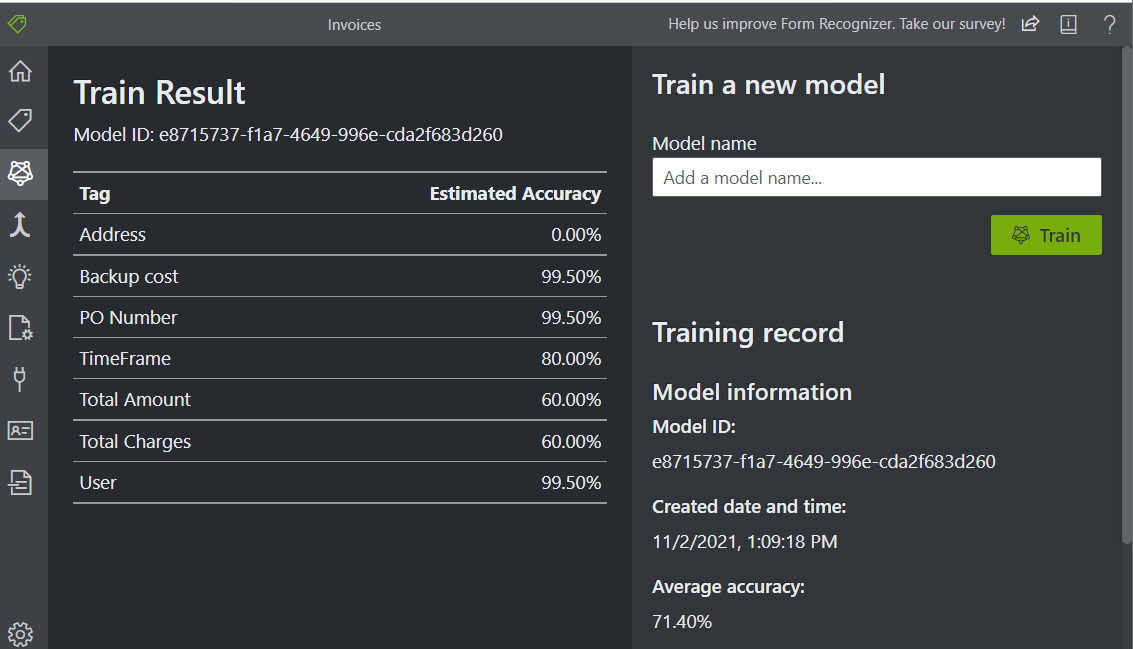 Invoices
Help us improve Form Recognizer. Take our survey!
Train Result
Model ID: e8715737-f1a7-4649-996e-cda2f683d260
Tag Estimated Accuracy
Address 0.00%
Backup cost 99.50%
PO Number 99.50%
TimeFrame 80.00%
Total Amount 60.00%
Total Charges 60.00%
User 99.50%
Train a new model
Model name
Add a model name...
Train
Training record
Model information
Model ID:
e8715737-f1a7-4649-996e-cda2f683d260
Created date and time:
11/2/2021, 1:09:18 PM
Average accuracy:
71.40%